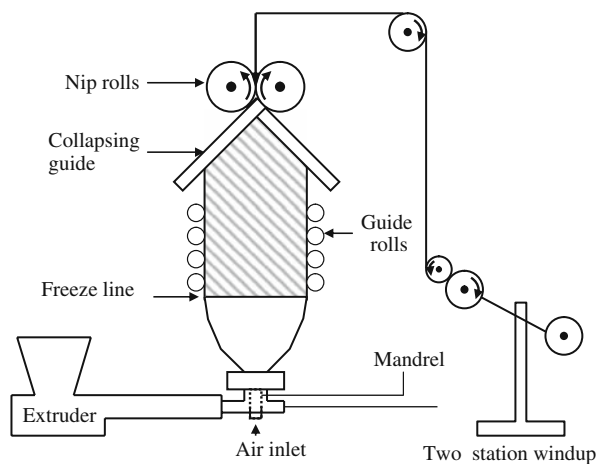 Nip rolls
Collapsing
guide
Guide
rolls
Freeze line
Mandrel
Extruder
Air inlet
Two station windup